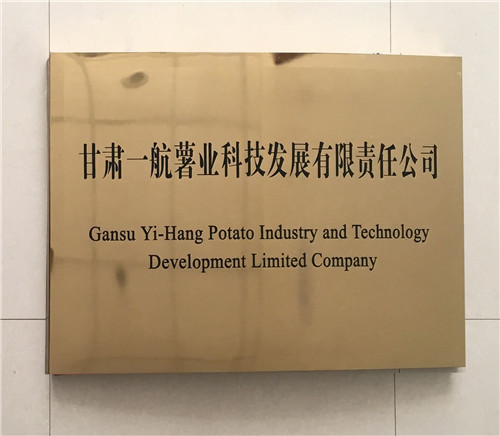 甘肃一航薯业科技发展有限责任公司
Gansu Yi-Hang Potato Industry and Technology
Development Limited Company